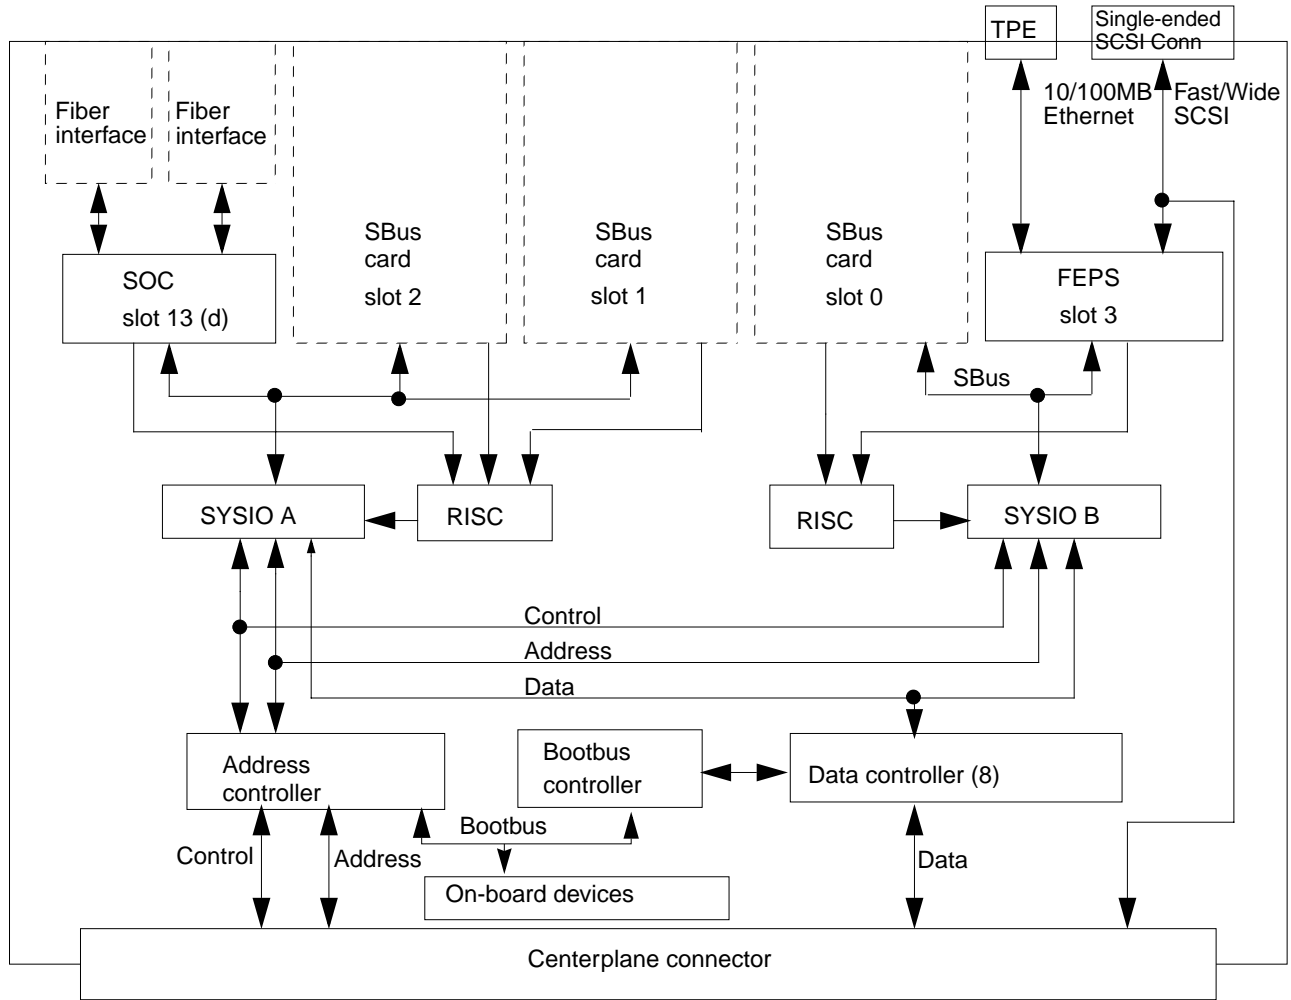 TPE
Single-ended
SCSI Conn
Fiber
interface
Fiber
interface
10/100MB
Ethernet
Fast/Wide
SCSI
SBus
card
slot 2
SBus
card
slot 1
SBus
card
slot 0
SOC
slot 13 (d)
FEPS
slot 3
SBus
SYSIO A
RISC
RISC
SYSIO B
Control
Address
Data
Address
controller
Bootbus
controller
Data controller (8)
Bootbus
Control
Address
Data
On-board devices
Centerplane connector